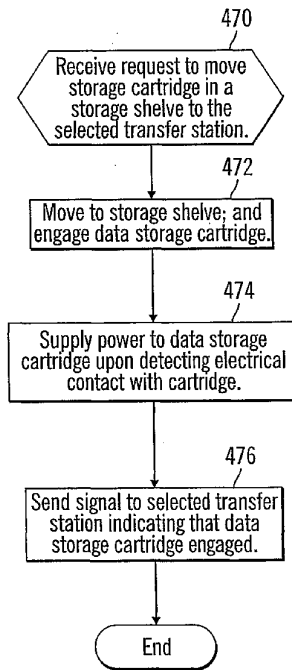 470
Receive request to move
storage cartridge in a
storage shelve to the
selected transfer station.
472
Move to storage shelve; and
engage data storage cartridge.
474
Supply power to data storage
cartridge upon detecting electrical
contact with cartridge.
476
Send signal to selected transfer
station indicating that data
storage cartridge engaged.
End